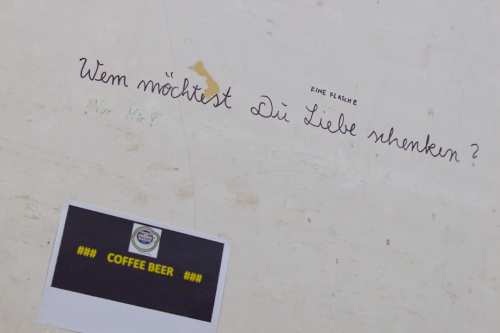 EINE FLASCHE
Wem möchtest Du Liebe schenken?
### COFFEE BEER ###